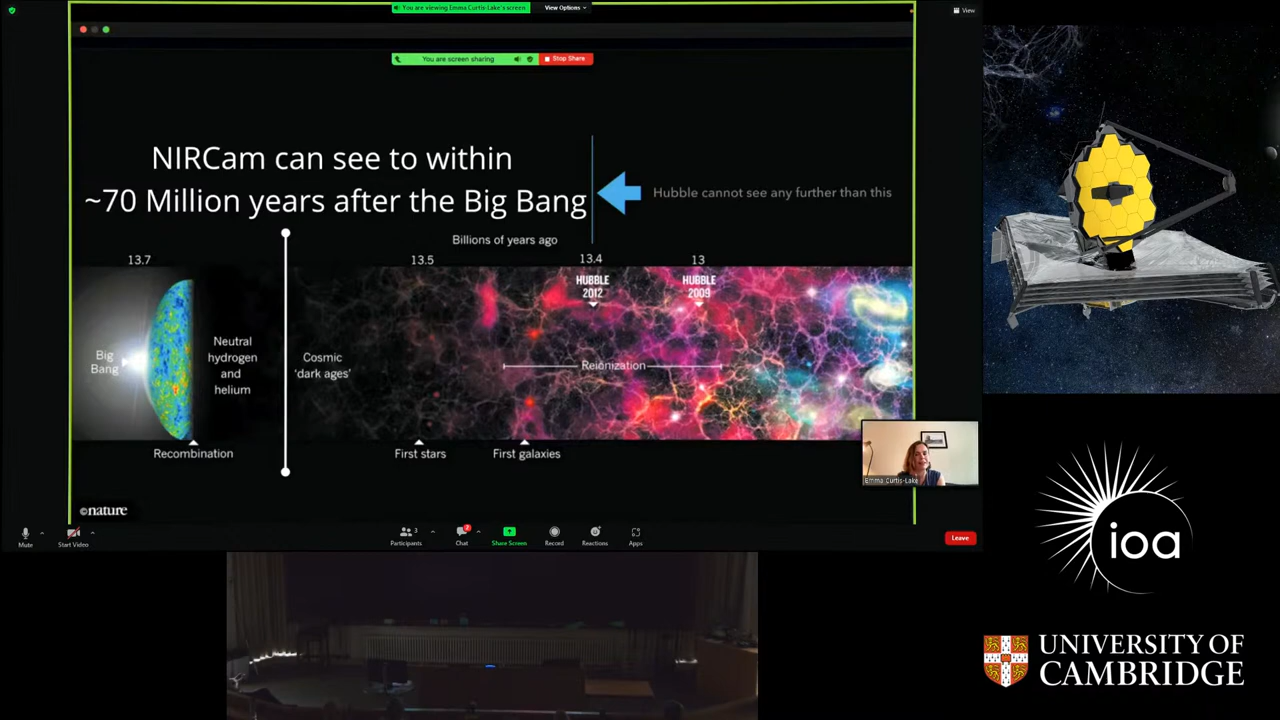 You are viewing Emma Curtis-Lake's screen
View Options
View
You are screen sharing
Stop Share
NIRCam can see to within
~70 Million years after the Big Bang
Hubble cannot see any further than this
Billions of years ago
13.7
13.5
13.4
13
HUBBLE
2012
HUBBLE
2009
Big
Bang
Neutral
hydrogen
and
helium
Cosmic
'dark ages'
Reionization
Recombination
First stars
First galaxies
©nature
Emma Curtis-Lake
Mute
Start Video
3
Participants
7
Chat
Share Screen
Record
Reactions
Apps
Leave
ioa
UNIVERSITY OF
CAMBRIDGE